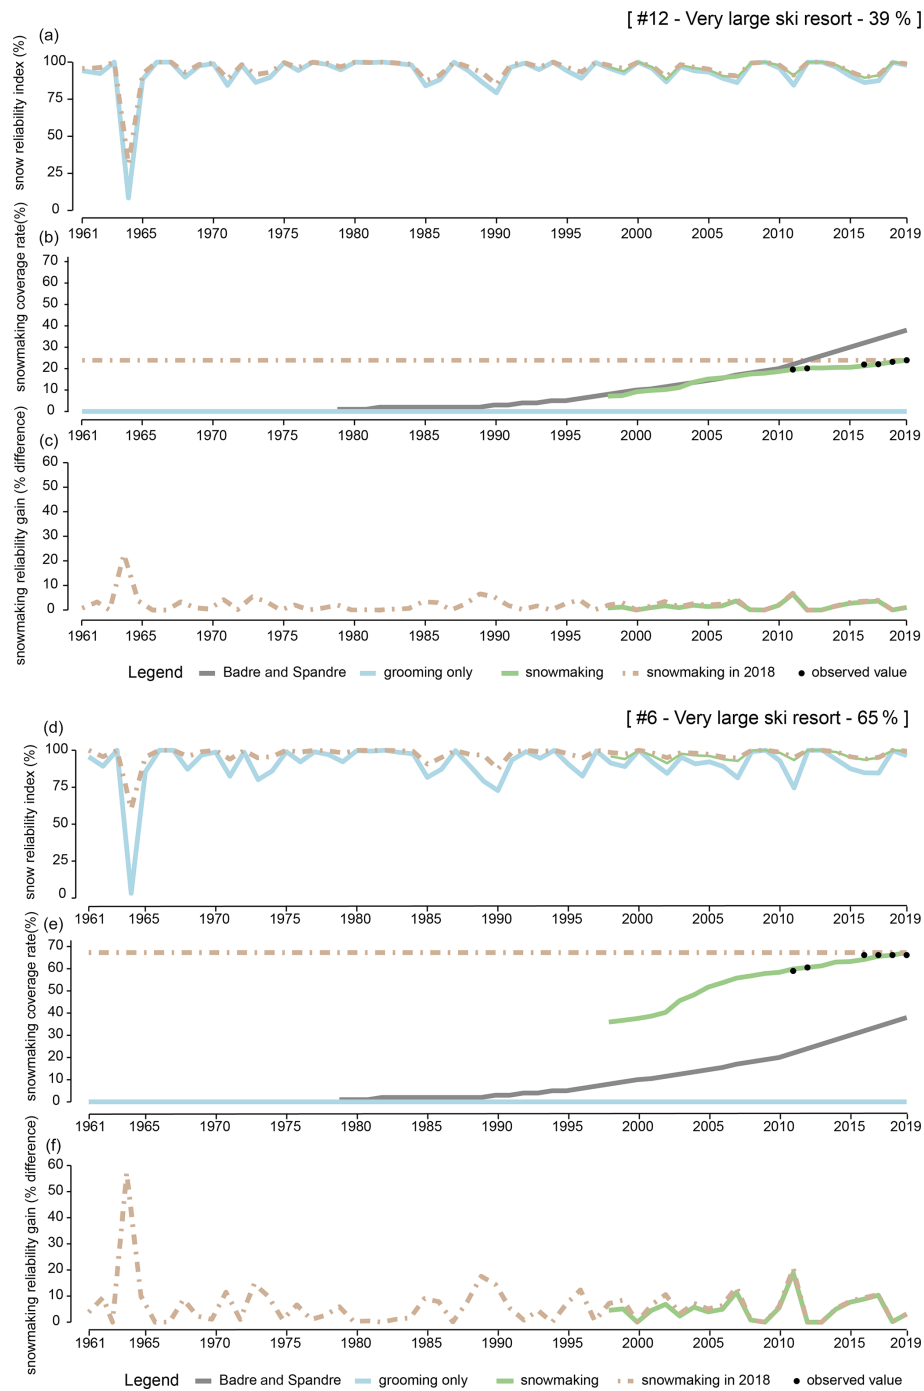 [ #12 - Very large ski resort - 39 % ]
(a)
snow reliability index (%)
100
75
50
25
0
1961 1965 1970 1975 1980 1985 1990 1995 2000 2005 2010 2015 2019
(b)
snowmaking coverage rate(%)
70
60
50
40
30
20
10
0
1961 1965 1970 1975 1980 1985 1990 1995 2000 2005 2010 2015 2019
(c)
snowmaking reliability gain (% difference)
60
50
40
30
20
10
0
1961 1965 1970 1975 1980 1985 1990 1995 2000 2005 2010 2015 2019
Legend Badre and Spandre grooming only snowmaking snowmaking in 2018 observed value
[ #6 - Very large ski resort - 65 % ]
(d)
snow reliability index (%)
100
75
50
25
0
1961 1965 1970 1975 1980 1985 1990 1995 2000 2005 2010 2015 2019
(e)
snowmaking coverage rate(%)
70
60
50
40
30
20
10
0
1961 1965 1970 1975 1980 1985 1990 1995 2000 2005 2010 2015 2019
(f)
snowmaking reliability gain (% difference)
60
50
40
30
20
10
0
1961 1965 1970 1975 1980 1985 1990 1995 2000 2005 2010 2015 2019
Legend Badre and Spandre grooming only snowmaking snowmaking in 2018 observed value